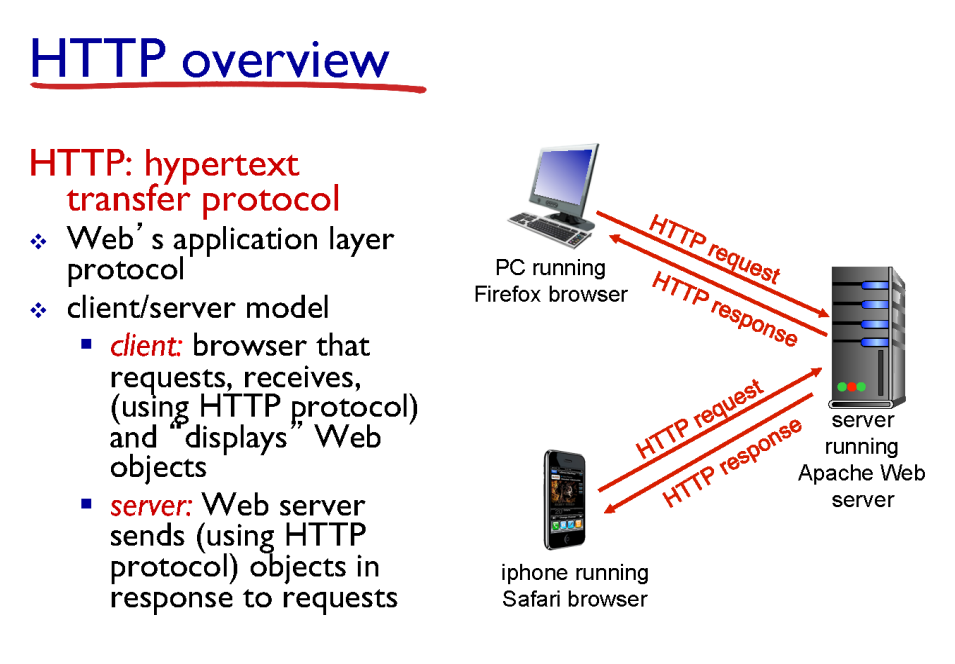 HTTP overview
HTTP: hypertext
transfer protocol
❖ Web’s application layer
protocol
❖ client/server model
▪ client: browser that
requests, receives,
(using HTTP protocol)
and “displays” Web
objects
▪ server: Web server
sends (using HTTP
protocol) objects in
response to requests
PC running
Firefox browser
HTTP request
HTTP response
HTTP request
HTTP response
server
running
Apache Web
server
iphone running
Safari browser